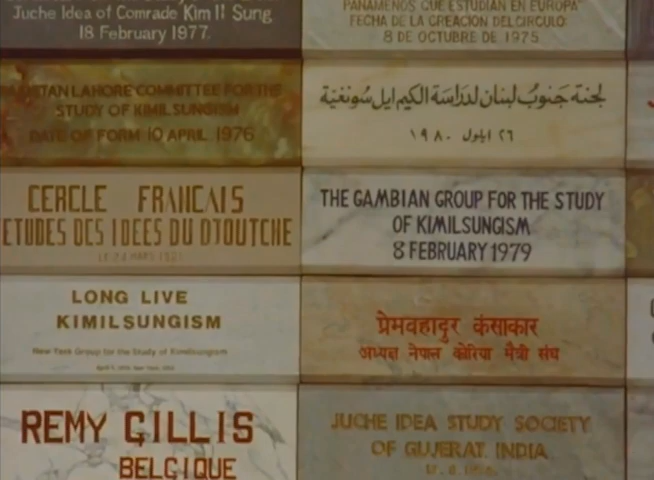 Juche Idea of Comrade Kim Il Sung
18 February 1977
PANAMEÑOS QUE ESTUDIAN EN EUROPA
FECHA DE LA CREACIÓN DEL CIRCULO:
8 DE OCTUBRE DE 1975
LAHORE COMMITTEE FOR THE
STUDY OF KIMILSUNGISM
DATE OF FORM 10 APRIL 1976
لجنة جنوب لبنان لدراسة الكيم ايل سونغية
٢٦ ايلول ١٩٨٠
CERCLE FRANCAIS
ETUDES DES IDEES DU DJOUTCHE
THE GAMBIAN GROUP FOR THE STUDY
OF KIMILSUNGISM
8 FEBRUARY 1979
LONG LIVE
KIMILSUNGISM
New York Group for the Study of Kimilsungism
प्रेमवहादुर कंसाकार
अध्यक्ष नेपाल कोरिया मैत्री संघ
REMY GILLIS
BELGIQUE
JUCHE IDEA STUDY SOCIETY
OF GUJERAT. INDIA